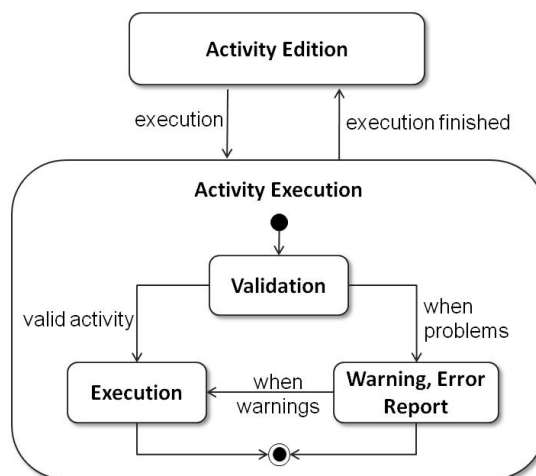 Activity Edition
execution
execution finished
Activity Execution
Validation
valid activity
when
problems
Execution
when
warnings
Warning, Error
Report